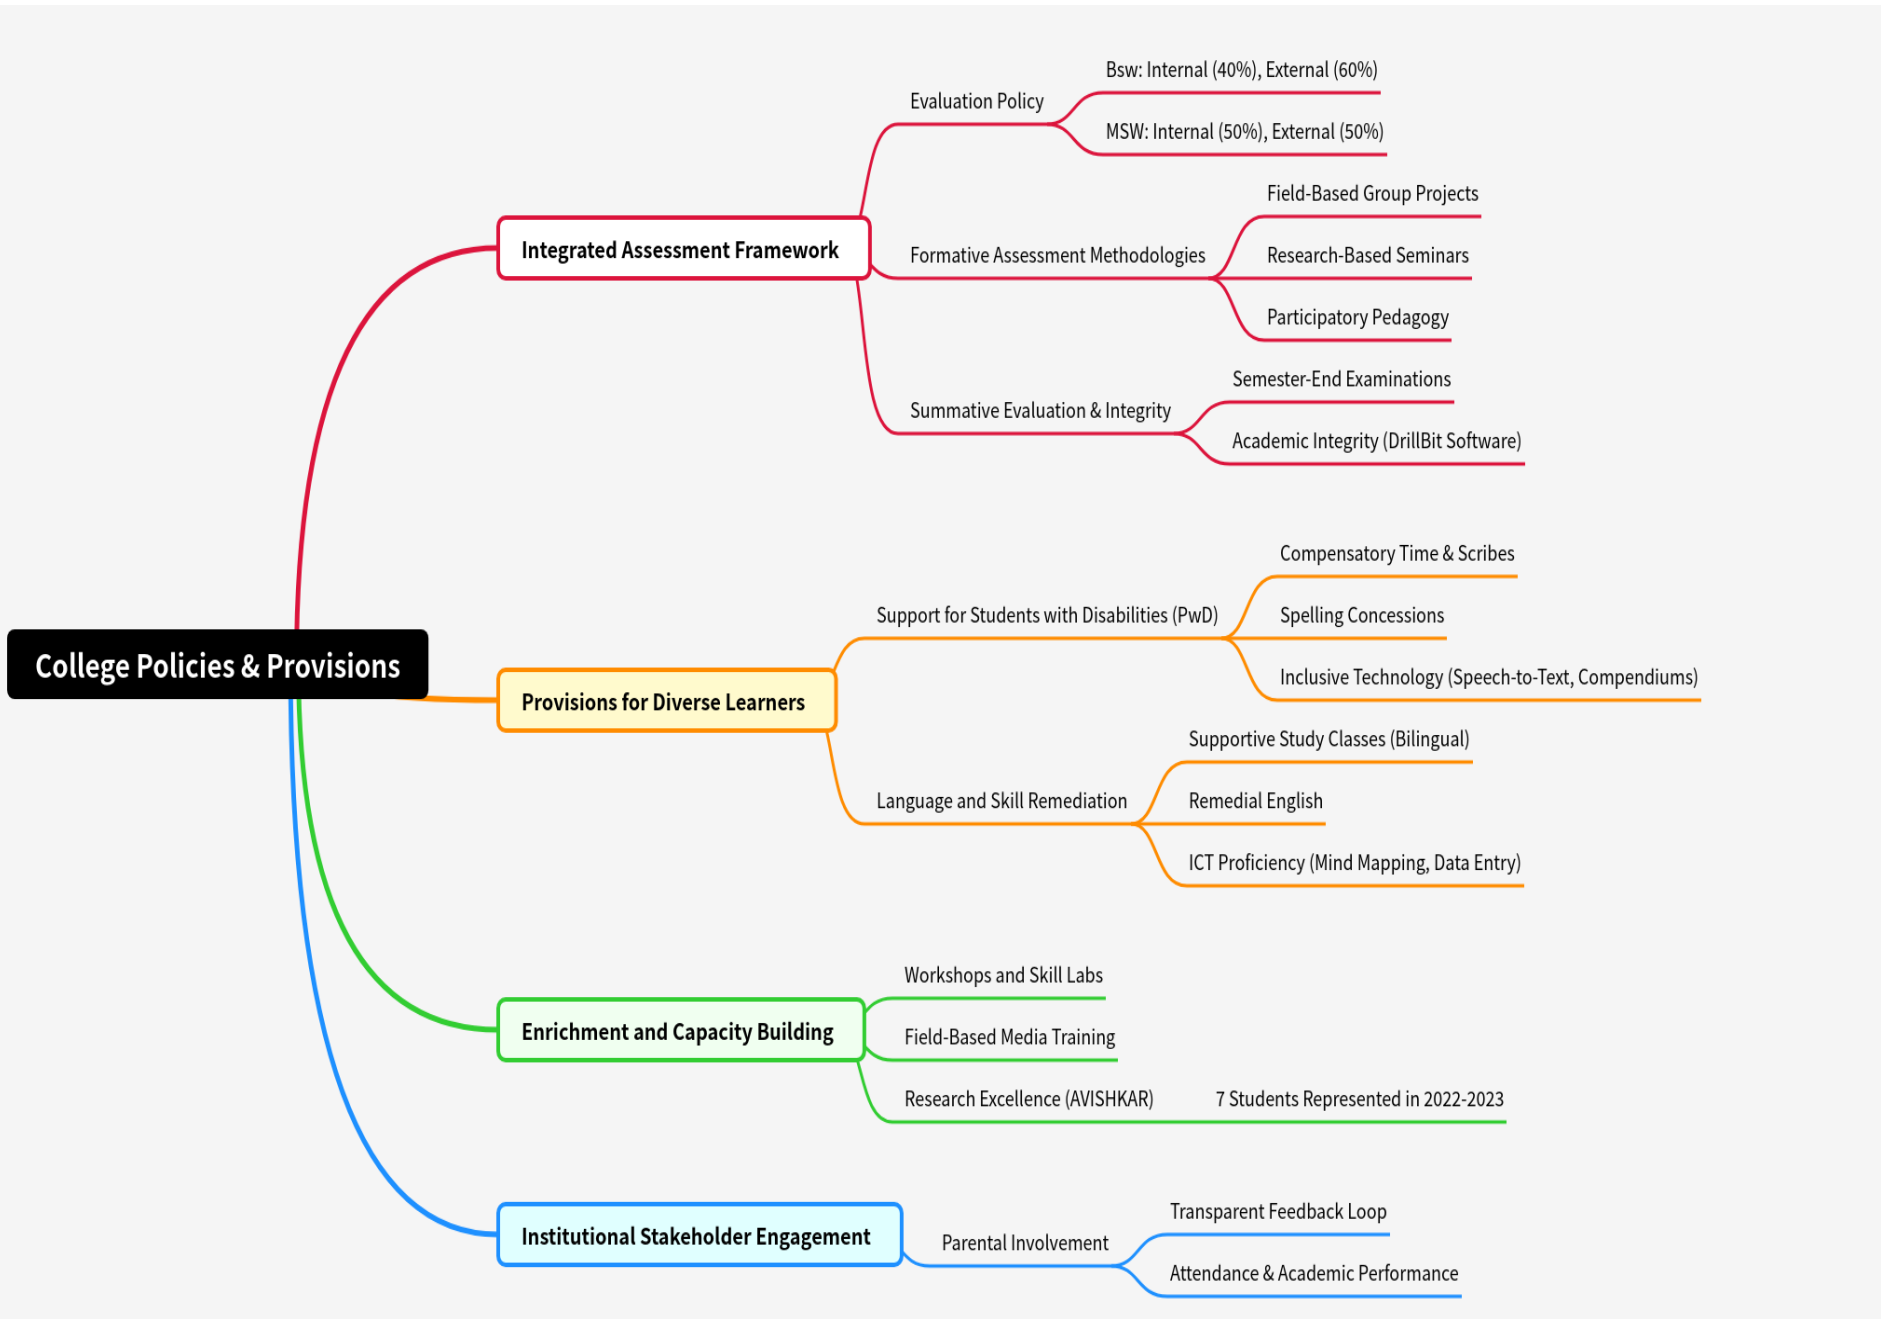 College Policies & Provisions
Integrated Assessment Framework
Evaluation Policy
Bsw: Internal (40%), External (60%)
MSW: Internal (50%), External (50%)
Formative Assessment Methodologies
Field-Based Group Projects
Research-Based Seminars
Participatory Pedagogy
Summative Evaluation & Integrity
Semester-End Examinations
Academic Integrity (DrillBit Software)
Provisions for Diverse Learners
Support for Students with Disabilities (PwD)
Compensatory Time & Scribes
Spelling Concessions
Inclusive Technology (Speech-to-Text, Compendiums)
Language and Skill Remediation
Supportive Study Classes (Bilingual)
Remedial English
ICT Proficiency (Mind Mapping, Data Entry)
Enrichment and Capacity Building
Workshops and Skill Labs
Field-Based Media Training
Research Excellence (AVISHKAR)
7 Students Represented in 2022-2023
Institutional Stakeholder Engagement
Parental Involvement
Transparent Feedback Loop
Attendance & Academic Performance